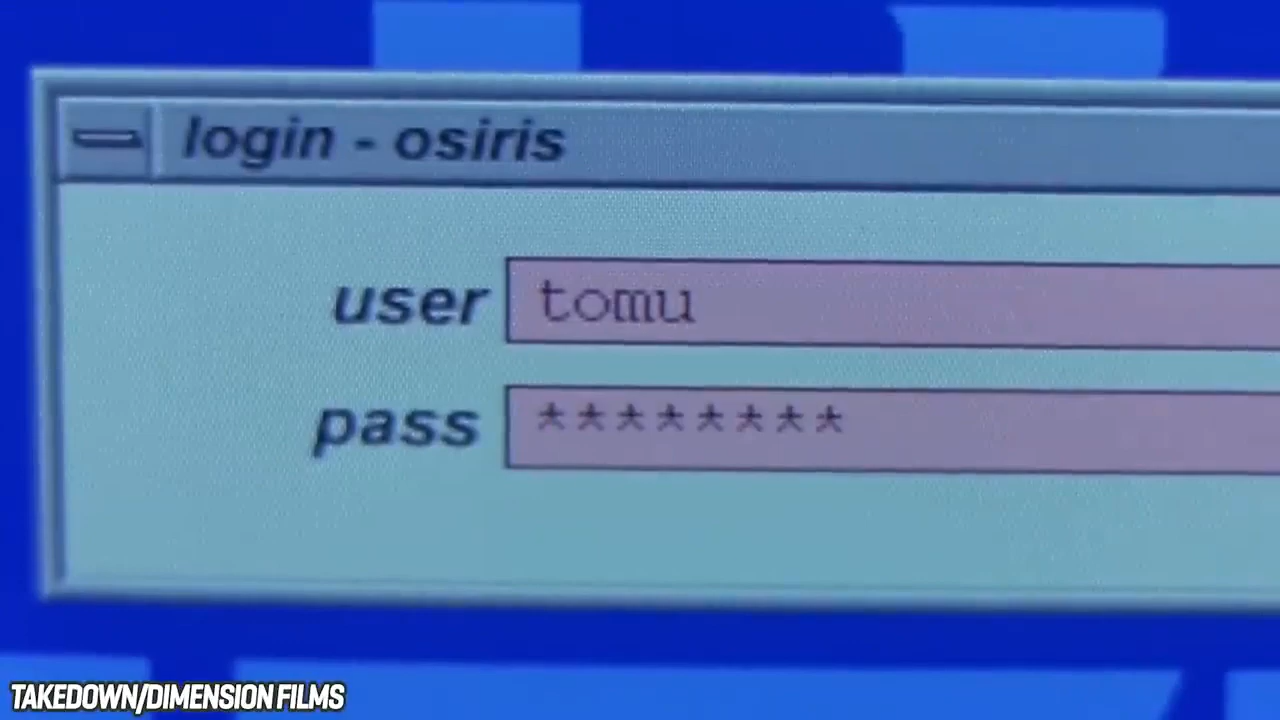 login - osiris
user tomu
pass ********
TAKEDOWN/DIMENSION FILMS